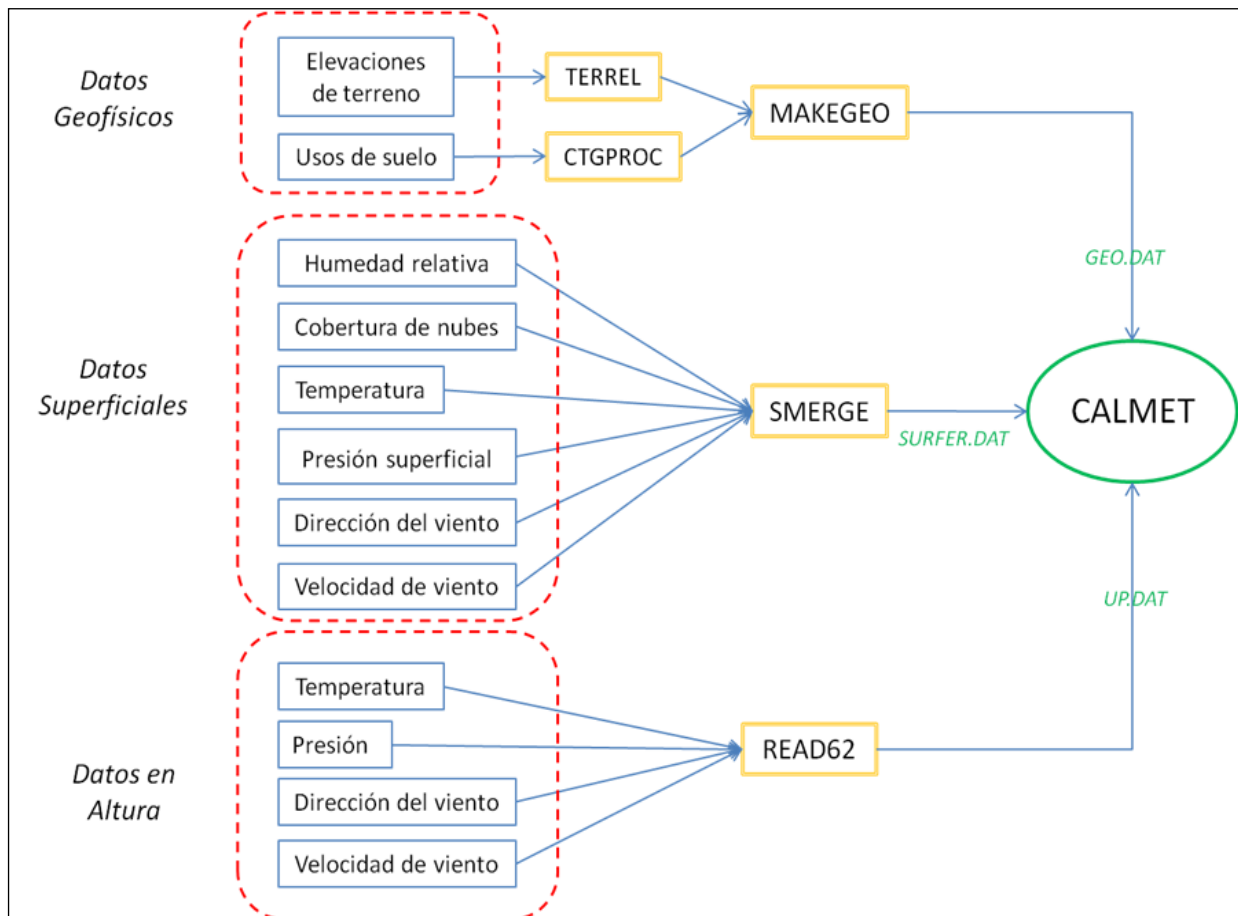 Datos
Geofísicos
Elevaciones
de terreno
Usos de suelo
TERREL
CTGPROC
MAKEGEO
GEO.DAT
Datos
Superficiales
Humedad relativa
Cobertura de nubes
Temperatura
Presión superficial
Dirección del viento
Velocidad de viento
SMERGE
SURFER.DAT
CALMET
Datos en
Altura
Temperatura
Presión
Dirección del viento
Velocidad de viento
READ62
UP.DAT